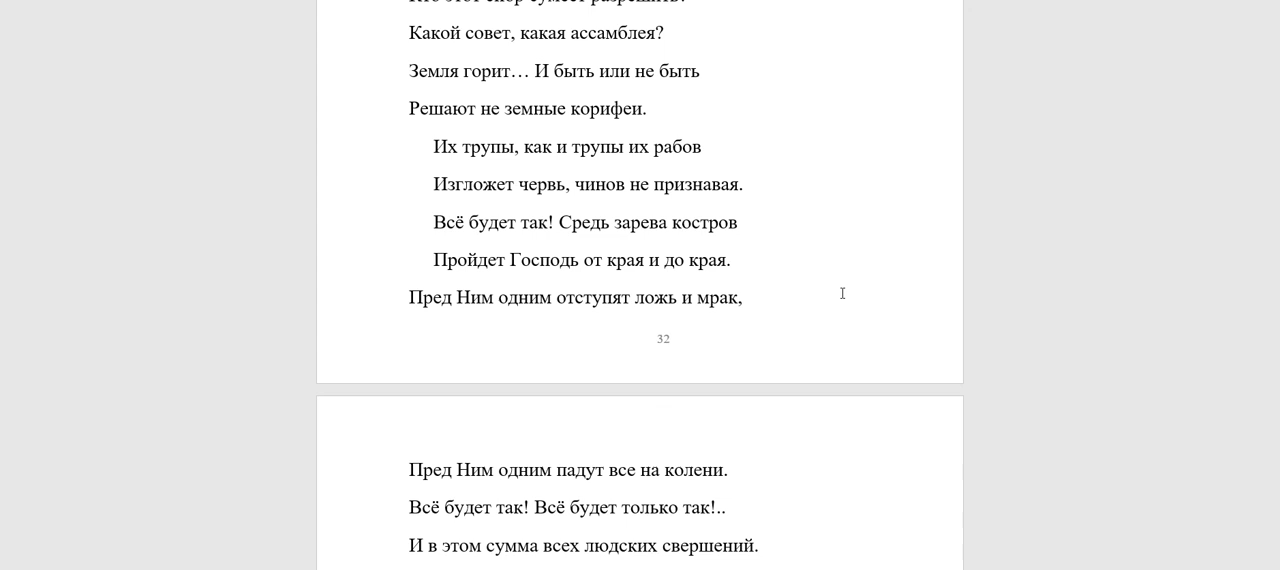 Какой совет, какая ассамблея?
Земля горит… И быть или не быть
Решают не земные корифеи.
Их трупы, как и трупы их рабов
Изгложет червь, чинов не признавая.
Всё будет так! Средь зарева костров
Пройдет Господь от края и до края.
Пред Ним одним отступят ложь и мрак,
32
Пред Ним одним падут все на колени.
Всё будет так! Всё будет только так!..
И в этом сумма всех людских свершений.